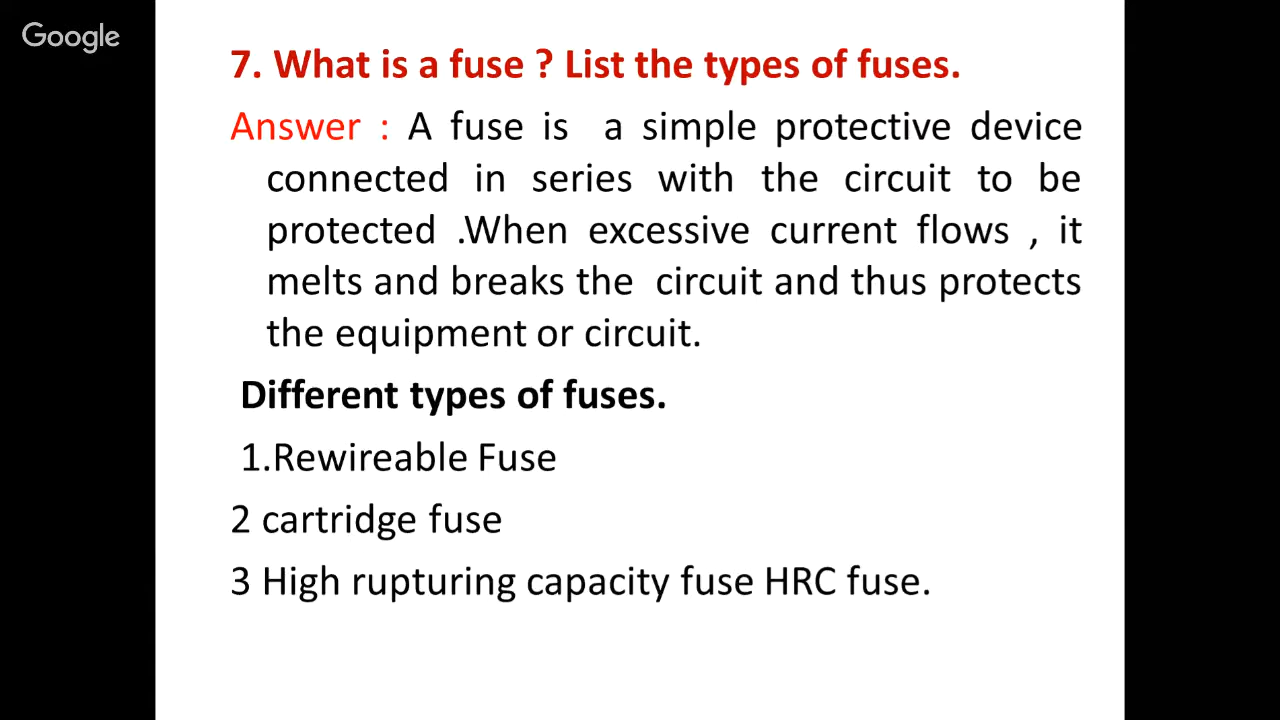 Google
7. What is a fuse ? List the types of fuses.
Answer : A fuse is a simple protective device
connected in series with the circuit to be
protected .When excessive current flows , it
melts and breaks the circuit and thus protects
the equipment or circuit.
Different types of fuses.
1.Rewireable Fuse
2 cartridge fuse
3 High rupturing capacity fuse HRC fuse.